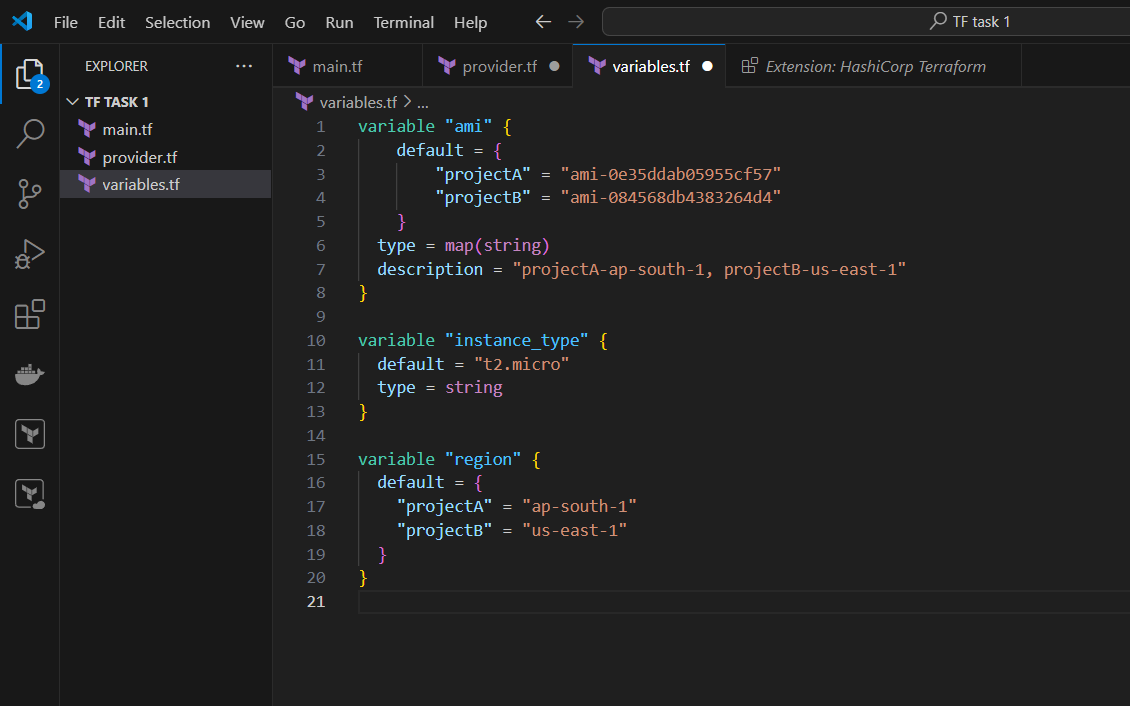 File Edit Selection View Go Run Terminal Help TF task 1
EXPLORER ...
main.tf
provider.tf
variables.tf
Extension: HashiCorp Terraform
2
TF TASK 1
main.tf
provider.tf
variables.tf
variables.tf > ...
1 variable "ami" {
2 default = {
3 "projectA" = "ami-0e35ddab05955cf57"
4 "projectB" = "ami-084568db4383264d4"
5 }
6 type = map(string)
7 description = "projectA-ap-south-1, projectB-us-east-1"
8 }
9
10 variable "instance_type" {
11 default = "t2.micro"
12 type = string
13 }
14
15 variable "region" {
16 default = {
17 "projectA" = "ap-south-1"
18 "projectB" = "us-east-1"
19 }
20 }
21